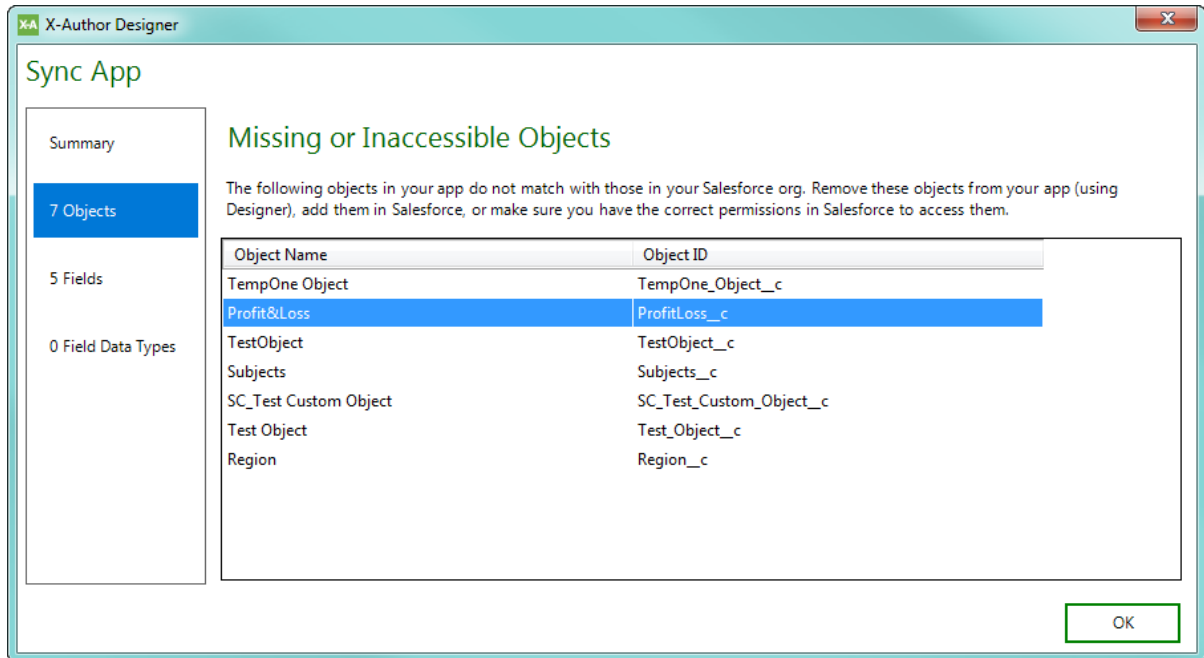 X-A X-Author Designer
Sync App
Summary
7 Objects
5 Fields
0 Field Data Types
Missing or Inaccessible Objects
The following objects in your app do not match with those in your Salesforce org. Remove these objects from your app (using
Designer), add them in Salesforce, or make sure you have the correct permissions in Salesforce to access them.
Object Name Object ID
TempOne Object TempOne_Object__c
Profit&Loss ProfitLoss__c
TestObject TestObject__c
Subjects Subjects__c
SC_Test Custom Object SC_Test_Custom_Object__c
Test Object Test_Object__c
Region Region__c
OK